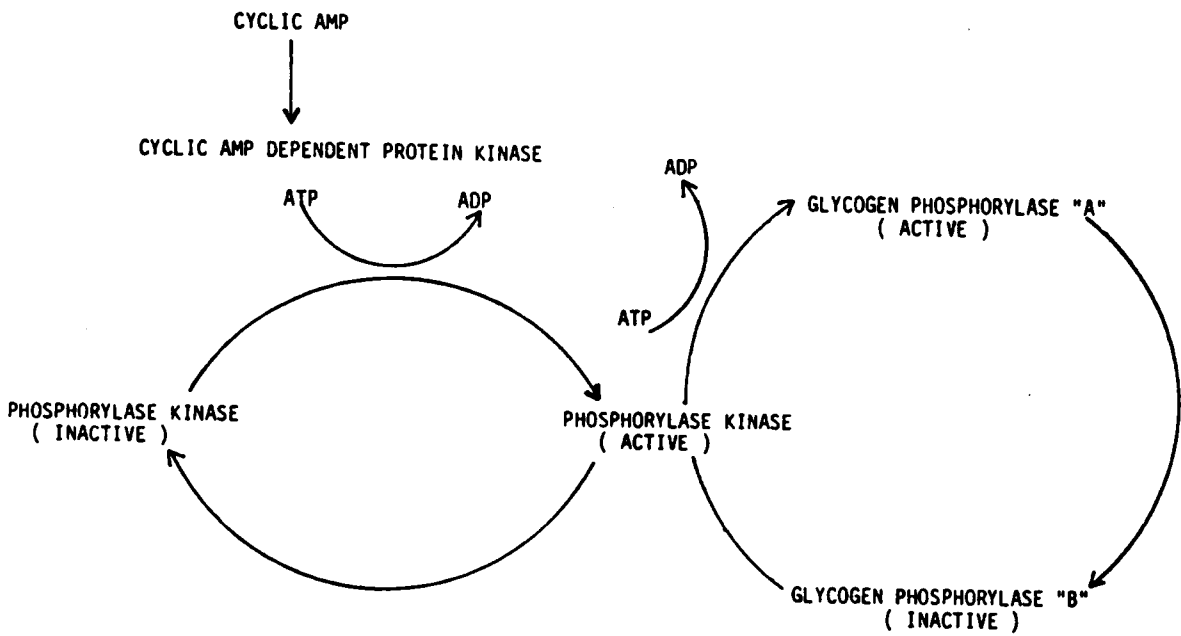 CYCLIC AMP
CYCLIC AMP DEPENDENT PROTEIN KINASE
ATP
ADP
ADP
GLYCOGEN PHOSPHORYLASE "A"
( ACTIVE )
ATP
PHOSPHORYLASE KINASE
( INACTIVE )
PHOSPHORYLASE KINASE
( ACTIVE )
GLYCOGEN PHOSPHORYLASE "B"
( INACTIVE )